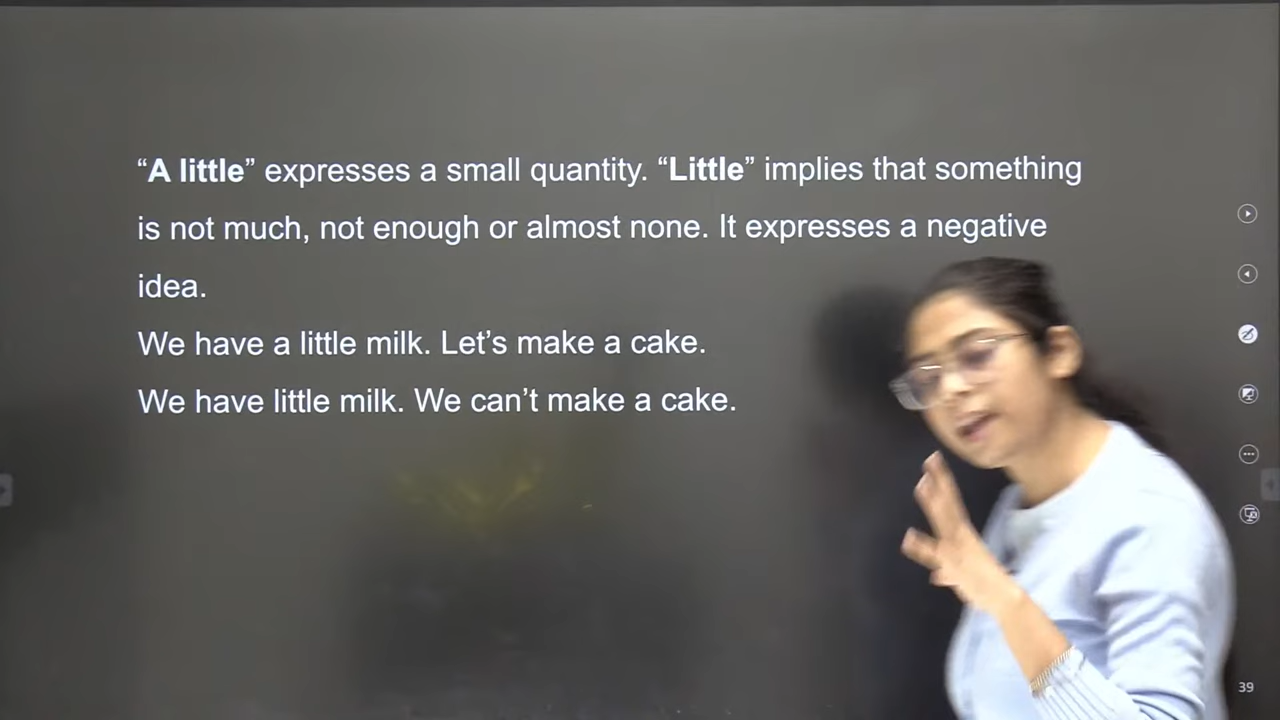 “A little” expresses a small quantity. “Little” implies that something
is not much, not enough or almost none. It expresses a negative
idea.
We have a little milk. Let’s make a cake.
We have little milk. We can’t make a cake.
39